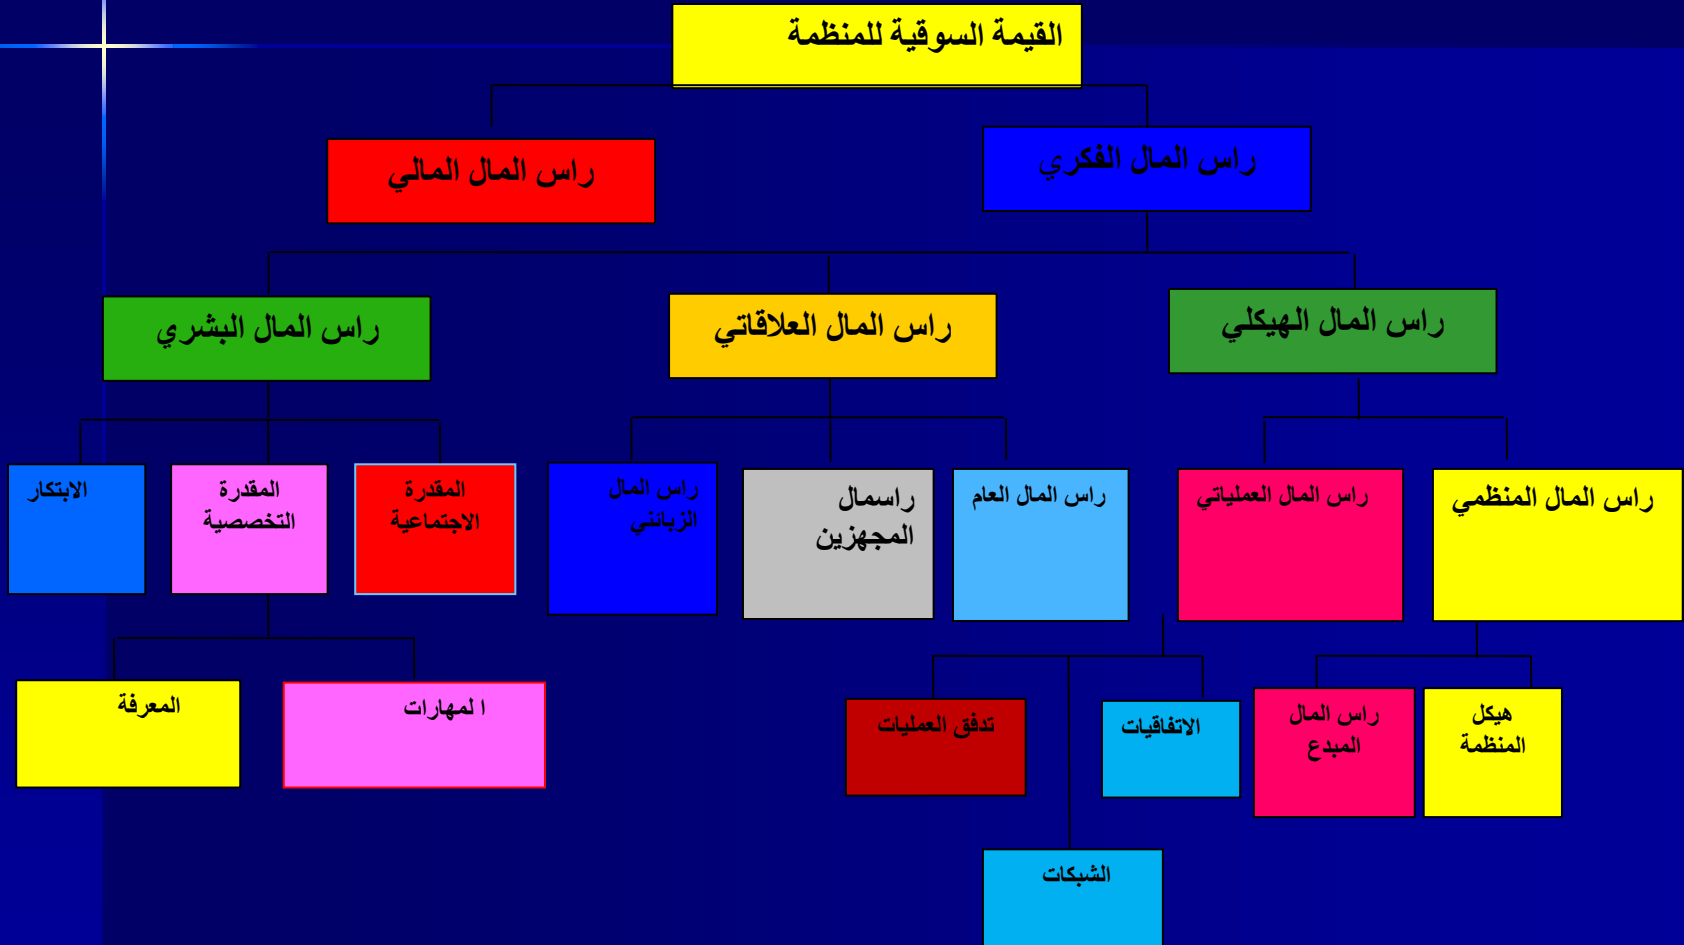 القيمة السوقية للمنظمة
راس المال الفكري
راس المال المالي
راس المال الهيكلي
راس المال العلاقاتي
راس المال البشري
راس المال المنظمي
راس المال العملياتي
راس المال العام
راسمال
المجهزين
راس المال
الزبائني
المقدرة
الاجتماعية
المقدرة
التخصصية
الابتكار
هيكل
المنظمة
راس المال
المبدع
الاتفاقيات
تدفق العمليات
ا لمهارات
المعرفة
الشبكات